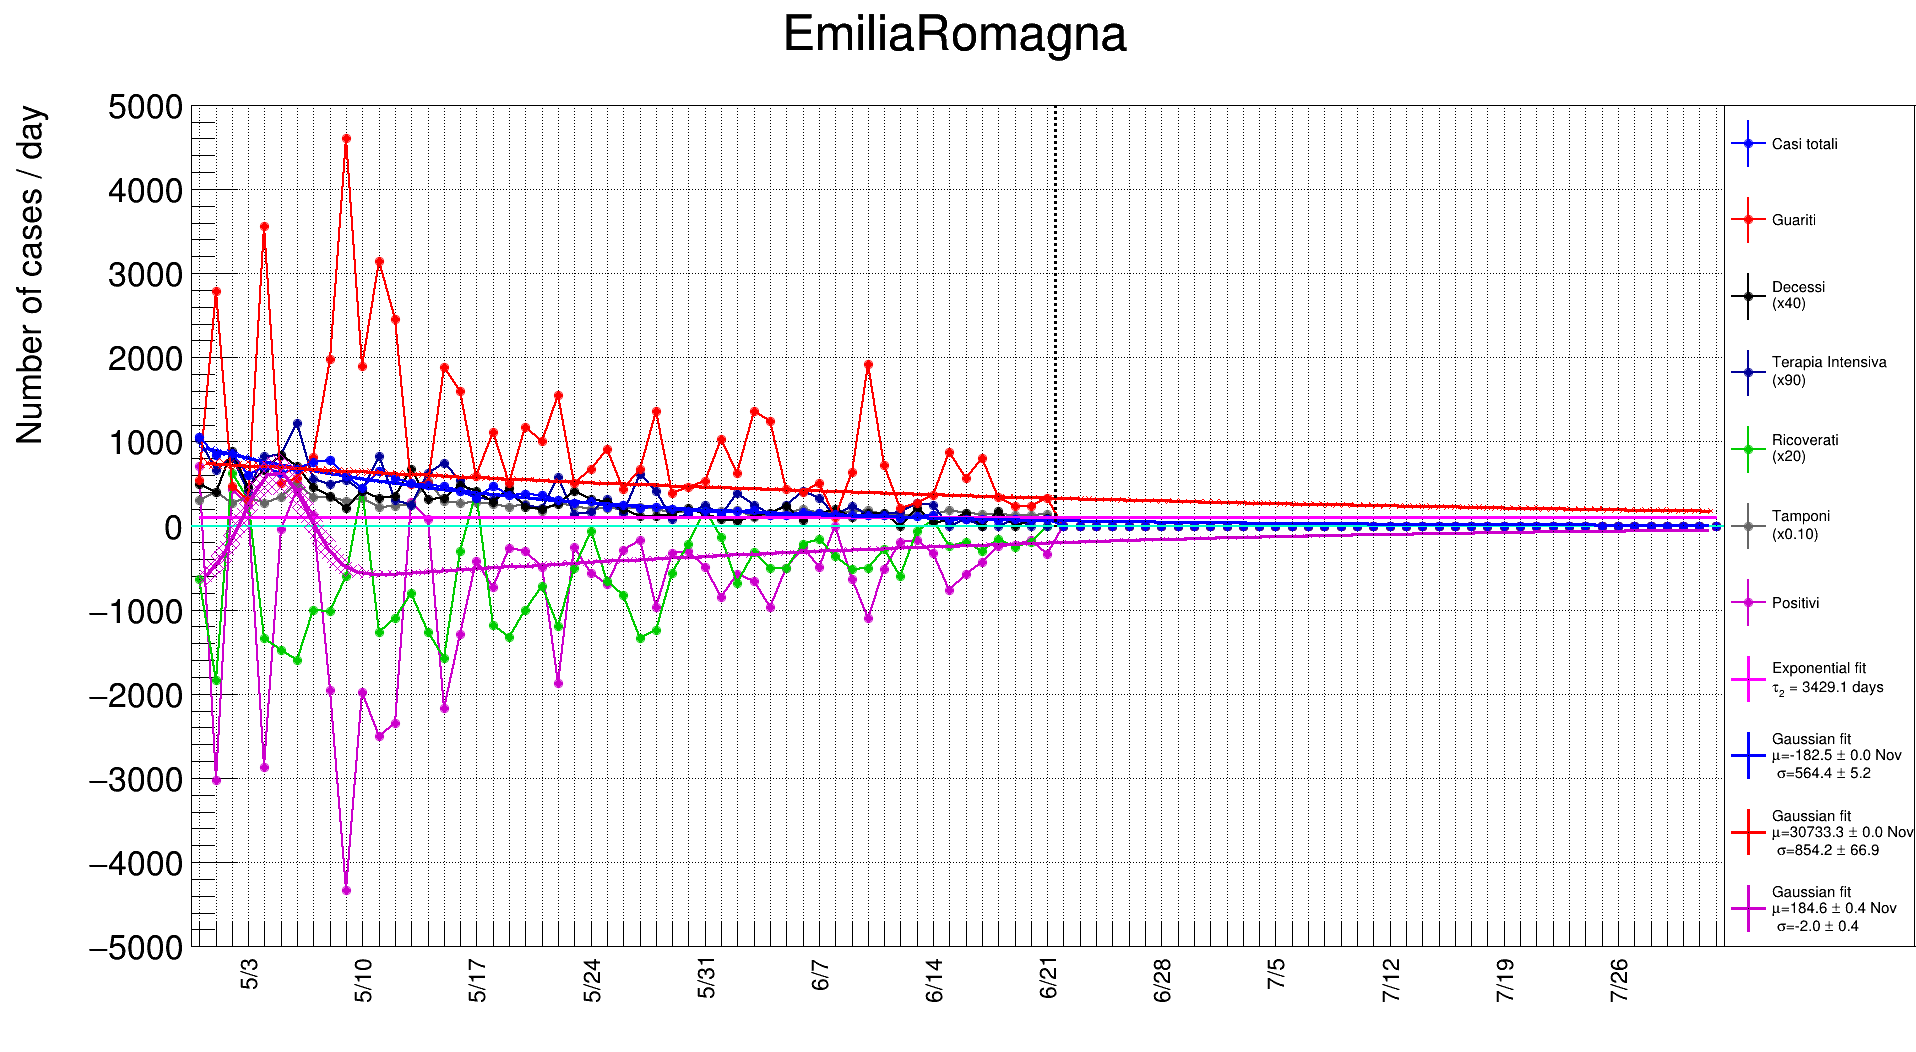 EmiliaRomagna
Number of cases / day
5000
4000
3000
2000
1000
0
−1000
−2000
−3000
−4000
−5000
5/3
5/10
5/17
5/24
5/31
6/7
6/14
6/21
6/28
7/5
7/12
7/19
7/26
Casi totali
Guariti
Decessi
(x40)
Terapia Intensiva
(x90)
Ricoverati
(x20)
Tamponi
(x0.10)
Positivi
Exponential fit
τ2 = 3429.1 days
Gaussian fit
μ=-182.5 ± 0.0 Nov
σ=564.4 ± 5.2
Gaussian fit
μ=30733.3 ± 0.0 Nov
σ=854.2 ± 66.9
Gaussian fit
μ=184.6 ± 0.4 Nov
σ=-2.0 ± 0.4